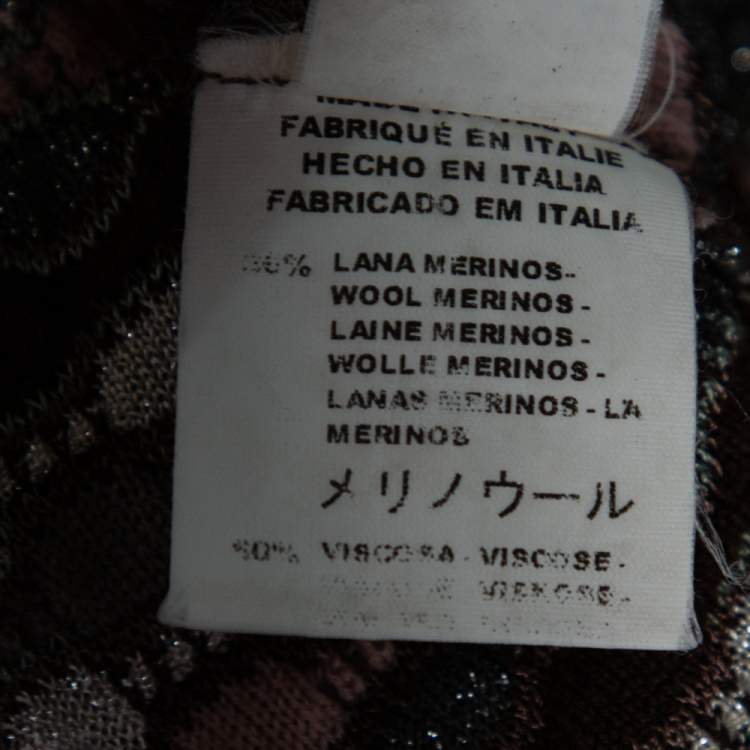 FABRIQUÉ EN ITALIE
HECHO EN ITALIA
FABRICADO EM ITALIA
LANA MERINOS-
WOOL MERINOS -
LAINE MERINOS -
WOLLE MERINOS -
LANAS MERINOS - LA
MERINOS
メリノウール
VISCOSA - VISCOSE -
VISKOSE -